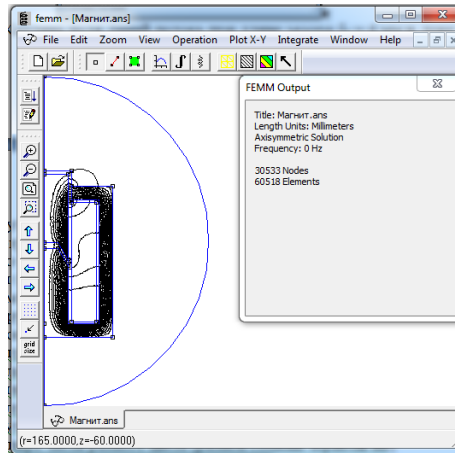 femm - [Магнит.ans]
File Edit Zoom View Operation Plot X-Y Integrate Window Help
FEMM Output
Title: Магнит.ans
Length Units: Millimeters
Axisymmetric Solution
Frequency: 0 Hz
30533 Nodes
60518 Elements
grid
size
Магнит.ans
(r=165.0000,z=-60.0000)